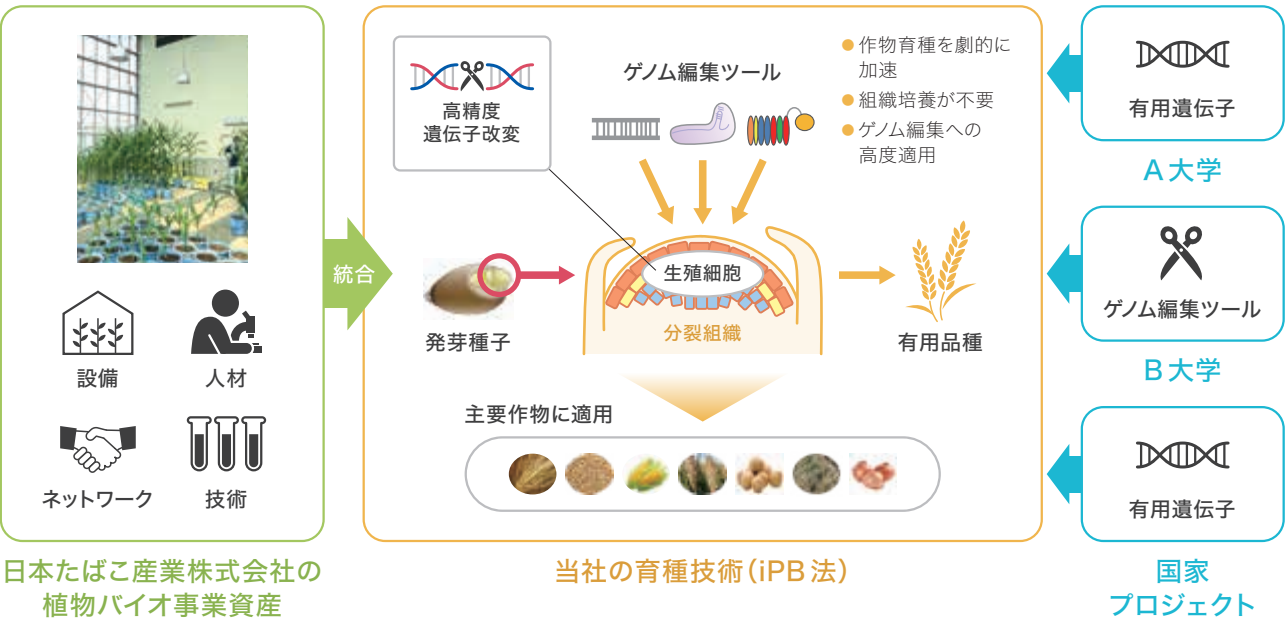 設備
人材
ネットワーク
技術
日本たばこ産業株式会社の
植物バイオ事業資産
統合
高精度
遺伝子改変
ゲノム編集ツール
●作物育種を劇的に
加速
●組織培養が不要
●ゲノム編集への
高度適用
発芽種子
生殖細胞
分裂組織
有用品種
主要作物に適用
当社の育種技術(iPB法)
有用遺伝子
A大学
ゲノム編集ツール
B大学
有用遺伝子
国家
プロジェクト